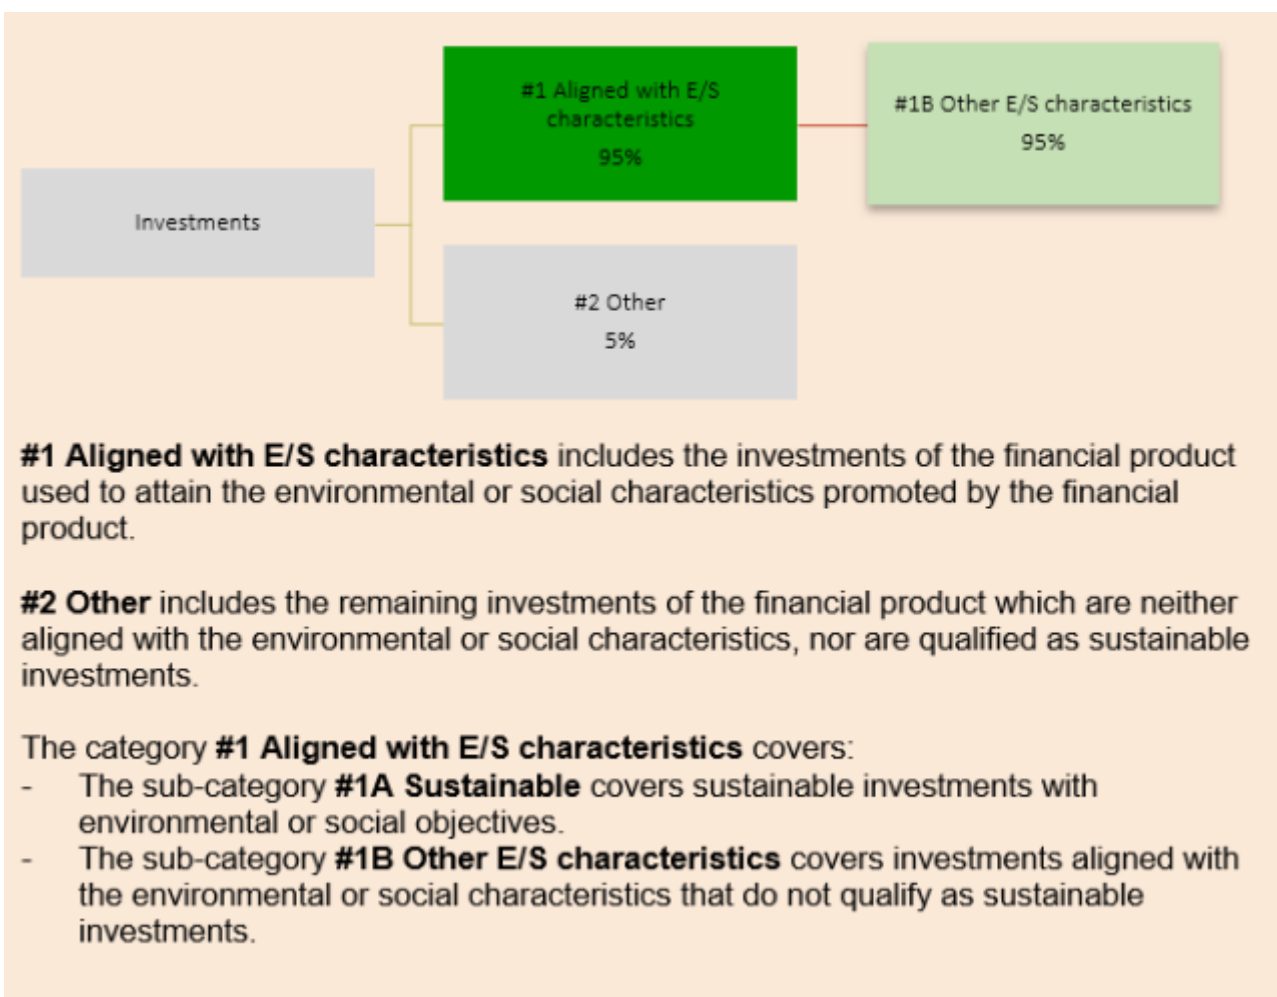 #1 Aligned with E/S
characteristics
95%
#1B Other E/S characteristics
95%
Investments
#2 Other
5%
#1 Aligned with E/S characteristics includes the investments of the financial product
used to attain the environmental or social characteristics promoted by the financial
product.
#2 Other includes the remaining investments of the financial product which are neither
aligned with the environmental or social characteristics, nor are qualified as sustainable
investments.
The category #1 Aligned with E/S characteristics covers:
- The sub-category #1A Sustainable covers sustainable investments with
environmental or social objectives.
- The sub-category #1B Other E/S characteristics covers investments aligned with
the environmental or social characteristics that do not qualify as sustainable
investments.